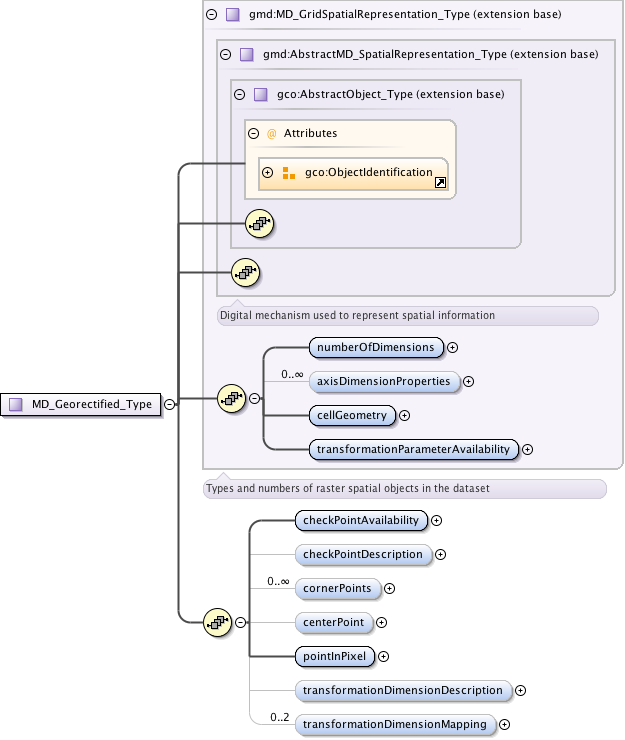 gmd:MD_GridSpatialRepresentation_Type (extension base)
gmd:AbstractMD_SpatialRepresentation_Type (extension base)
gco:AbstractObject_Type (extension base)
@ Attributes
gco:ObjectIdentification
Digital mechanism used to represent spatial information
numberOfDimensions
0..∞
axisDimensionProperties
MD_Georectified_Type
cellGeometry
transformationParameterAvailability
Types and numbers of raster spatial objects in the dataset
checkPointAvailability
checkPointDescription
0..∞
cornerPoints
centerPoint
pointInPixel
transformationDimensionDescription
0..2
transformationDimensionMapping